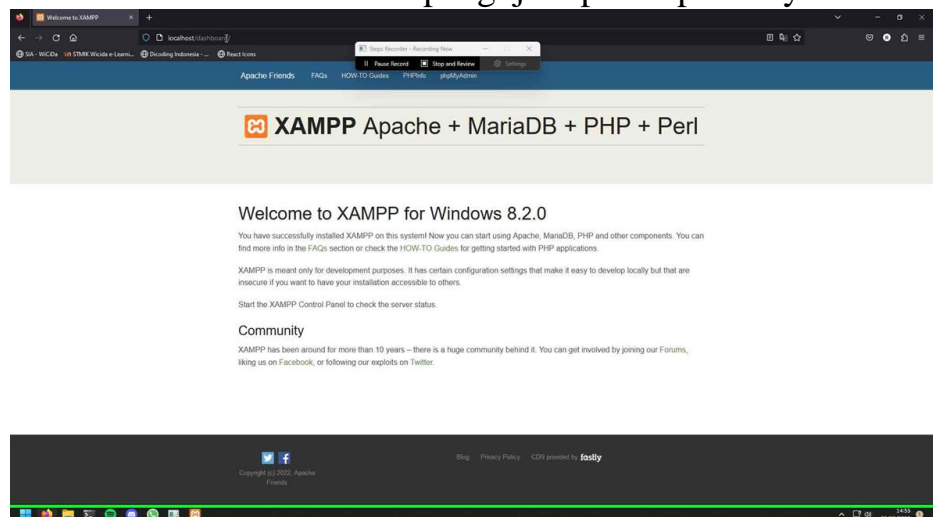 Welcome to XAMPP
localhost/dashboard/
SIA - WiCiDa
STMIK Wicida e-Learni...
Dicoding Indonesia - ...
React Icons
Steps Recorder - Recording Now
Pause Record
Stop and Review
Settings
Apache Friends
FAQs
HOW-TO Guides
PHPInfo
phpMyAdmin
XAMPP Apache + MariaDB + PHP + Perl
Welcome to XAMPP for Windows 8.2.0
You have successfully installed XAMPP on this system! Now you can start using Apache, MariaDB, PHP and other components. You can
find more info in the FAQs section or check the HOW-TO Guides for getting started with PHP applications.
XAMPP is meant only for development purposes. It has certain configuration settings that make it easy to develop locally but that are
insecure if you want to have your installation accessible to others.
Start the XAMPP Control Panel to check the server status.
Community
XAMPP has been around for more than 10 years – there is a huge community behind it. You can get involved by joining our Forums,
liking us on Facebook, or following our exploits on Twitter.
Blog
Privacy Policy
CDN provided by fastly
Copyright (c) 2022, Apache
Friends
14:55